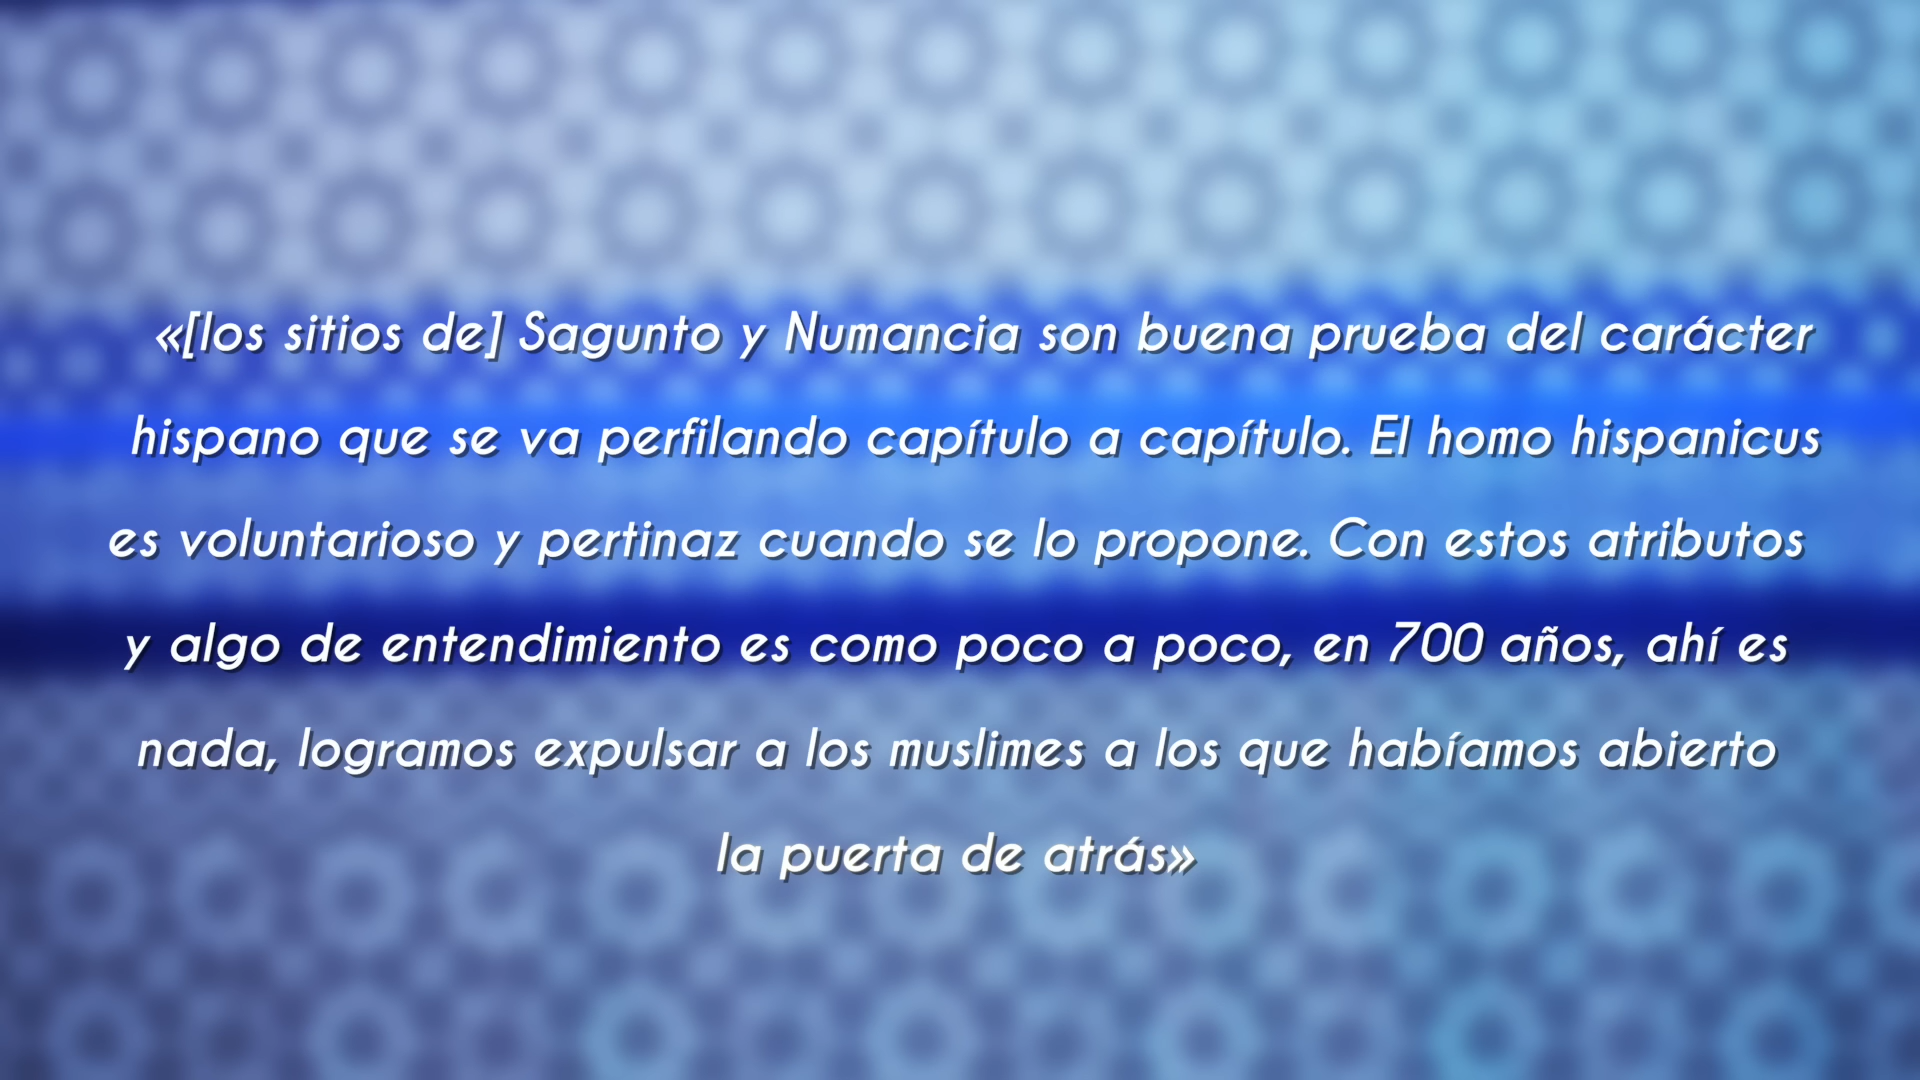 «[los sitios de] Sagunto y Numancia son buena prueba del carácter
hispano que se va perfilando capítulo a capítulo. El homo hispanicus
es voluntarioso y pertinaz cuando se lo propone. Con estos atributos
y algo de entendimiento es como poco a poco, en 700 años, ahí es
nada, logramos expulsar a los muslimes a los que habíamos abierto
la puerta de atrás»